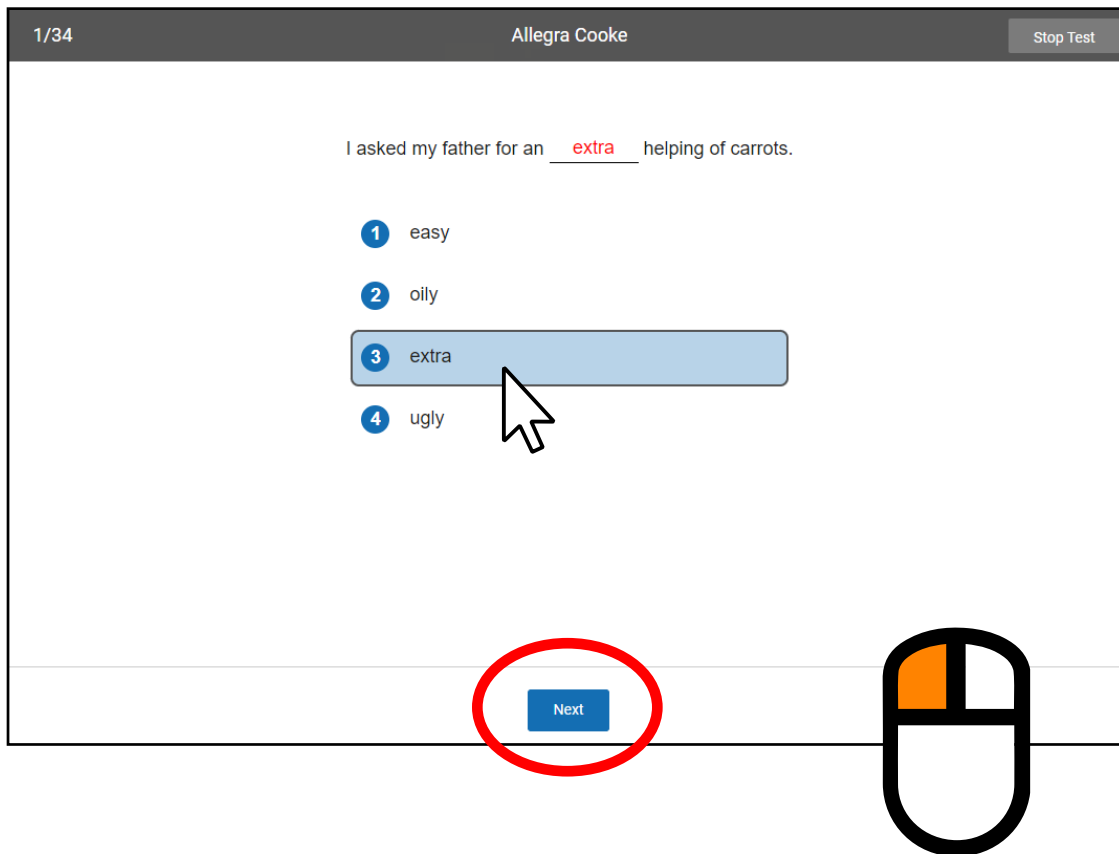 1/34 Allegra Cooke Stop Test
I asked my father for an extra helping of carrots.
1 easy
2 oily
3 extra
4 ugly
Next